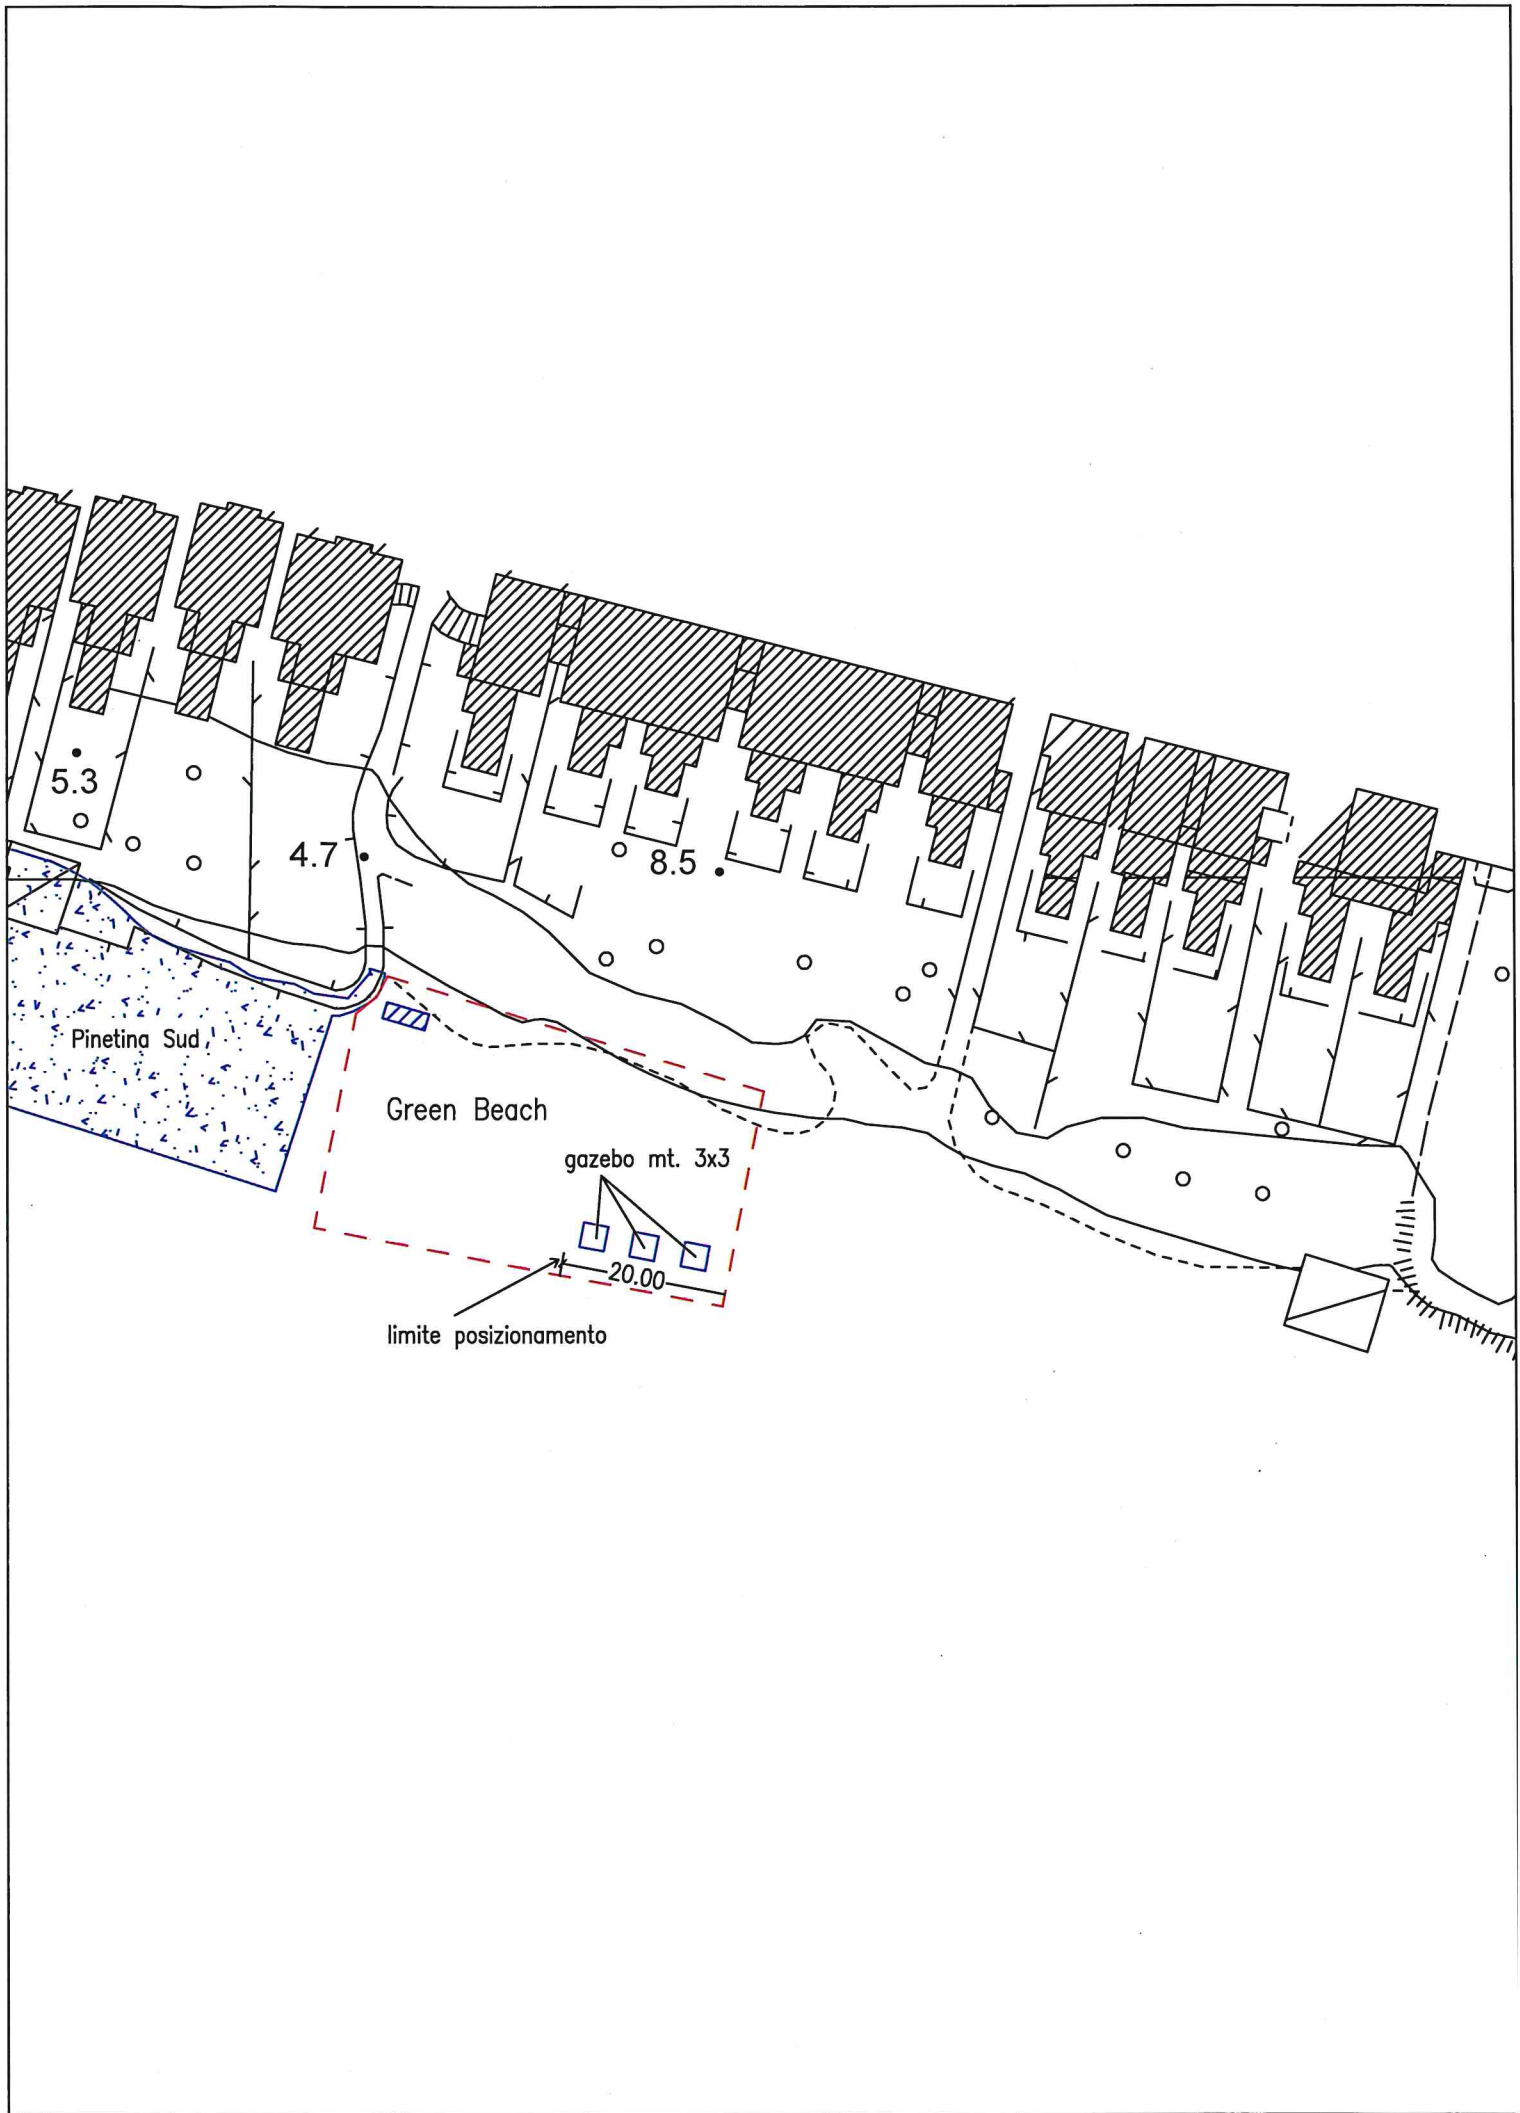 5.3
4.7
8.5
Pinetina Sud
Green Beach
gazebo mt. 3x3
20.00
limite posizionamento